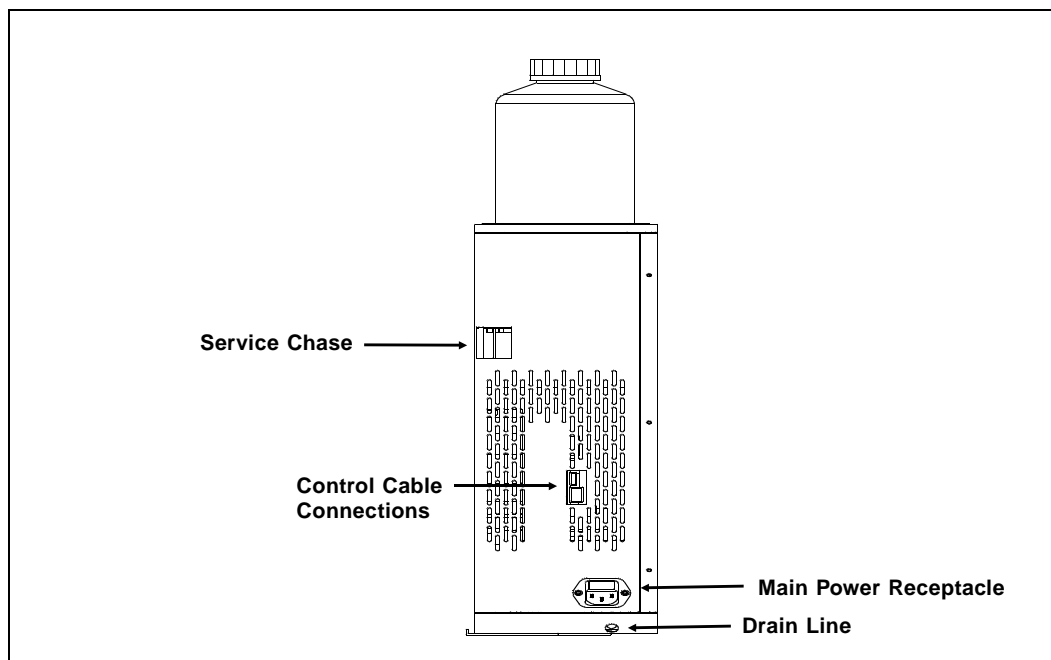 Service Chase
Control Cable
Connections
Main Power Receptacle
Drain Line